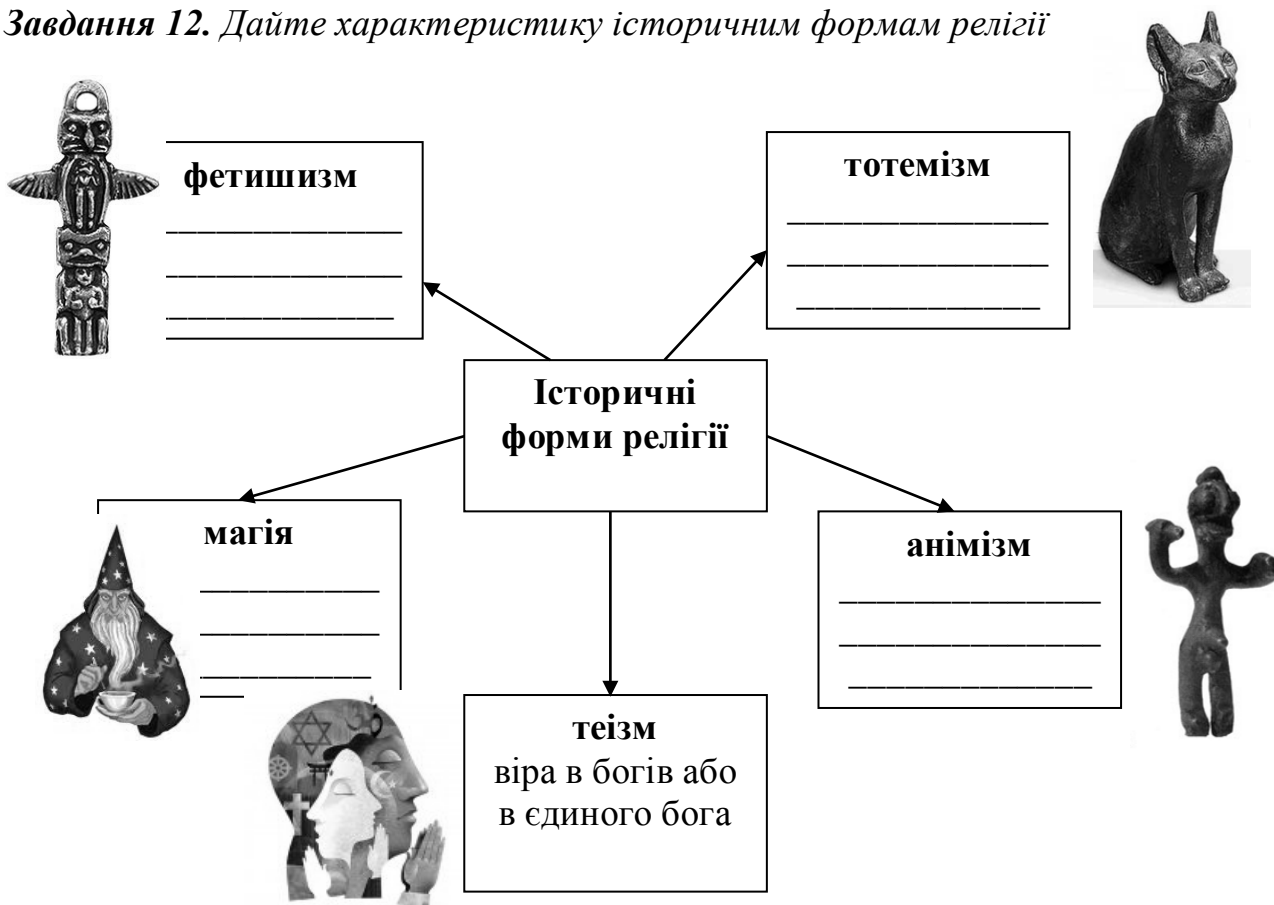 Завдання 12. Дайте характеристику історичним формам релігії
фетишизм
тотемізм
Історичні
форми релігії
магія
анімізм
теізм
віра в богів або
в єдиного бога